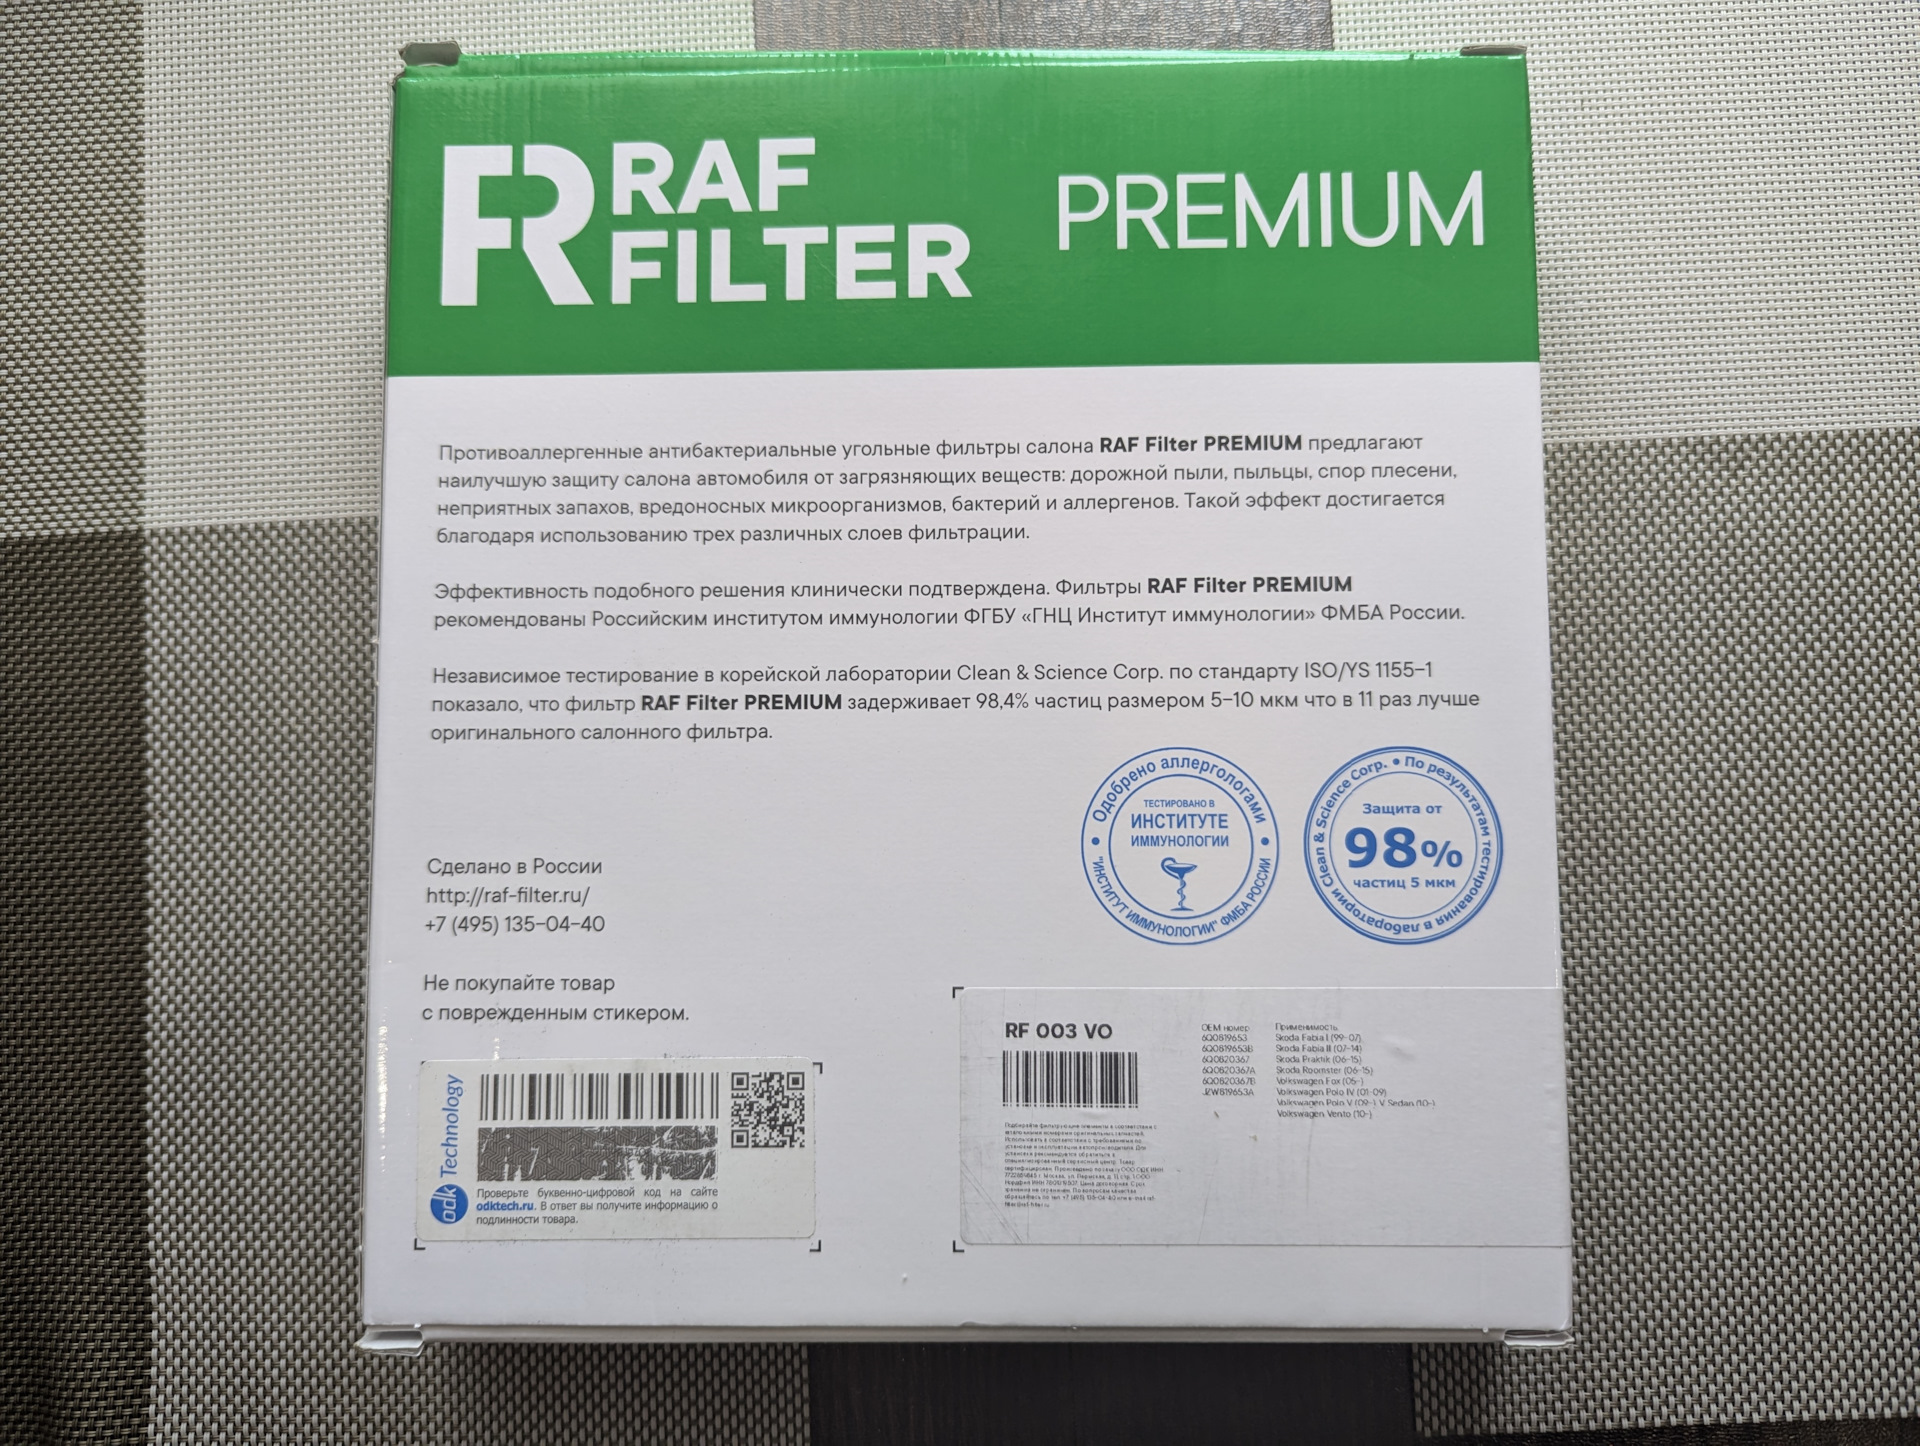 RAF
FILTER
PREMIUM
Противоаллергенные антибактериальные угольные фильтры салона RAF Filter PREMIUM предлагают
наилучшую защиту салона автомобиля от загрязняющих веществ: дорожной пыли, пыльцы, спор плесени,
неприятных запахов, вредоносных микроорганизмов, бактерий и аллергенов. Такой эффект достигается
благодаря использованию трех различных слоев фильтрации.
Эффективность подобного решения клинически подтверждена. Фильтры RAF Filter PREMIUM
рекомендованы Российским институтом иммунологии ФГБУ «ГНЦ Институт иммунологии» ФМБА России.
Независимое тестирование в корейской лаборатории Clean & Science Corp. по стандарту ISO/YS 1155-1
показало, что фильтр RAF Filter PREMIUM задерживает 98,4% частиц размером 5-10 мкм что в 11 раз лучше
оригинального салонного фильтра.
Одобрено аллергологами
ТЕСТИРОВАНО В
ИНСТИТУТЕ
ИММУНОЛОГИИ
"ИНСТИТУТ ИММУНОЛОГИИ" ФМБА РОССИИ
По результатам тестирования в лаборатории Clean & Science Corp.
Защита от
98%
частиц 5 мкм
Сделано в России
http://raf-filter.ru/
+7 (495) 135-04-40
Не покупайте товар
с поврежденным стикером.
odk Technology
Проверьте буквенно-цифровой код на сайте
odktech.ru. В ответ вы получите информацию о
подлинности товара.
RF 003 VO
OEM номер
6Q0819653
6Q0819653B
6Q0820367
6Q0820367A
6Q0820367B
JZW819653A
Применимость
Skoda Fabia I (99-07)
Skoda Fabia II (07-14)
Skoda Praktik (06-15)
Skoda Roomster (06-15)
Volkswagen Fox (05-)
Volkswagen Polo IV (01-09)
Volkswagen Polo V (09-) V Sedan (10-)
Volkswagen Vento (10-)